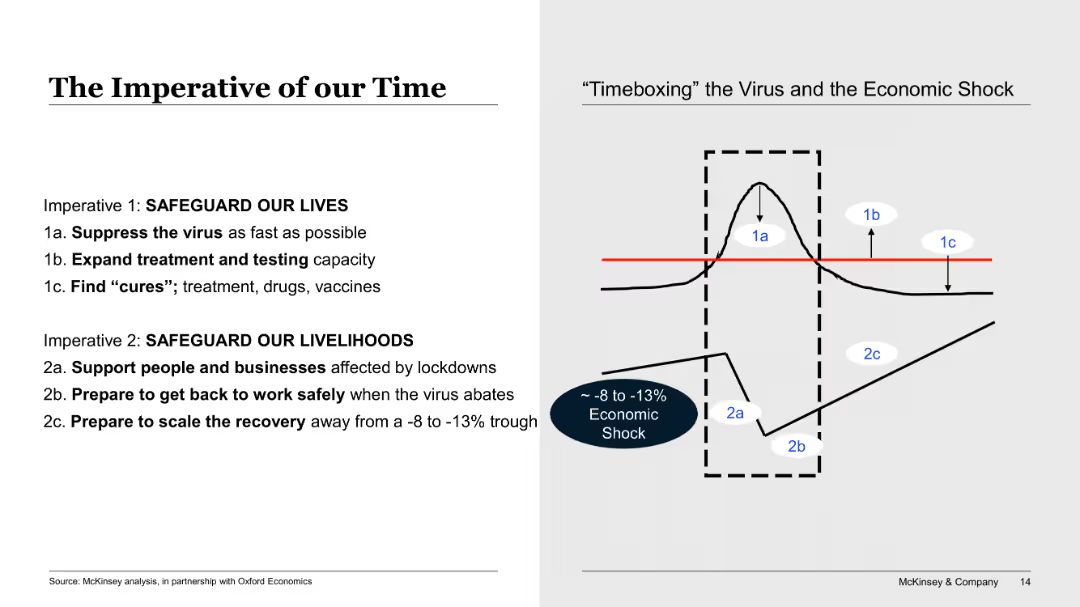 The Imperative of our Time
Imperative 1: SAFEGUARD OUR LIVES
1a. Suppress the virus as fast as possible
1b. Expand treatment and testing capacity
1c. Find “cures”; treatment, drugs, vaccines
Imperative 2: SAFEGUARD OUR LIVELIHOODS
2a. Support people and businesses affected by lockdowns
2b. Prepare to get back to work safely when the virus abates
2c. Prepare to scale the recovery away from a -8 to -13% trough
Source: McKinsey analysis, in partnership with Oxford Economics
“Timeboxing” the Virus and the Economic Shock
1a
1b
1c
2c
~ -8 to -13%
Economic
Shock
2a
2b
McKinsey & Company 14